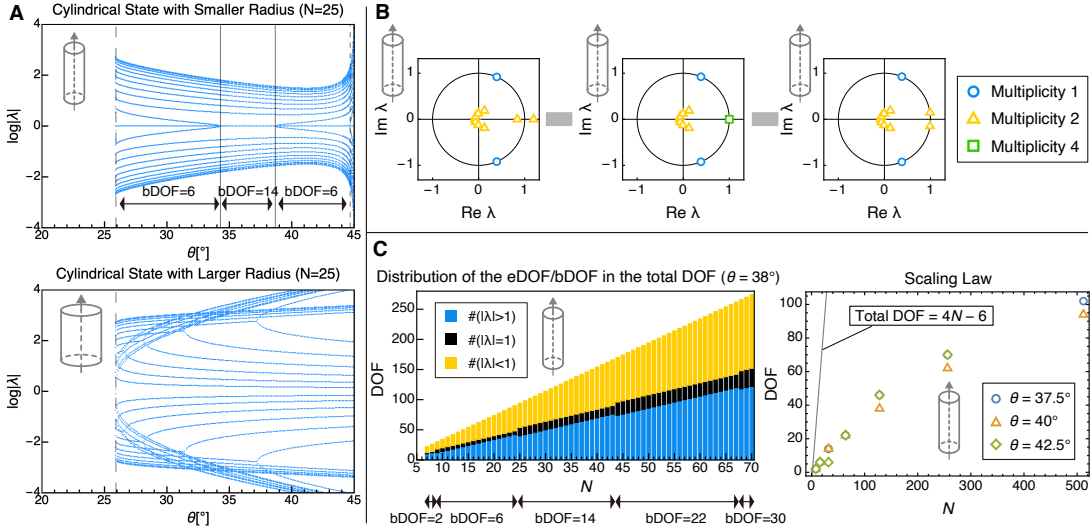 A
Cylindrical State with Smaller Radius (N=25)
log|λ|
4
2
0
-2
-4
bDOF=6
bDOF=14
bDOF=6
20 25 30 35 40 45
θ[°]
Cylindrical State with Larger Radius (N=25)
log|λ|
4
2
0
-2
-4
20 25 30 35 40 45
θ[°]
B
Im λ
1
0
-1
-1 0 1
Re λ
Im λ
1
0
-1
-1 0 1
Re λ
Im λ
1
0
-1
-1 0 1
Re λ
Multiplicity 1
Multiplicity 2
Multiplicity 4
C
Distribution of the eDOF/bDOF in the total DOF (θ = 38°)
DOF
250
200
150
100
50
0
#(|λ|>1)
#(|λ|=1)
#(|λ|<1)
5 10 15 20 25 30 35 40 45 50 55 60 65 70
N
bDOF=2 bDOF=6 bDOF=14 bDOF=22 bDOF=30
Scaling Law
DOF
100
80
60
40
20
0
Total DOF = 4N – 6
θ = 37.5°
θ = 40°
θ = 42.5°
0 100 200 300 400 500
N